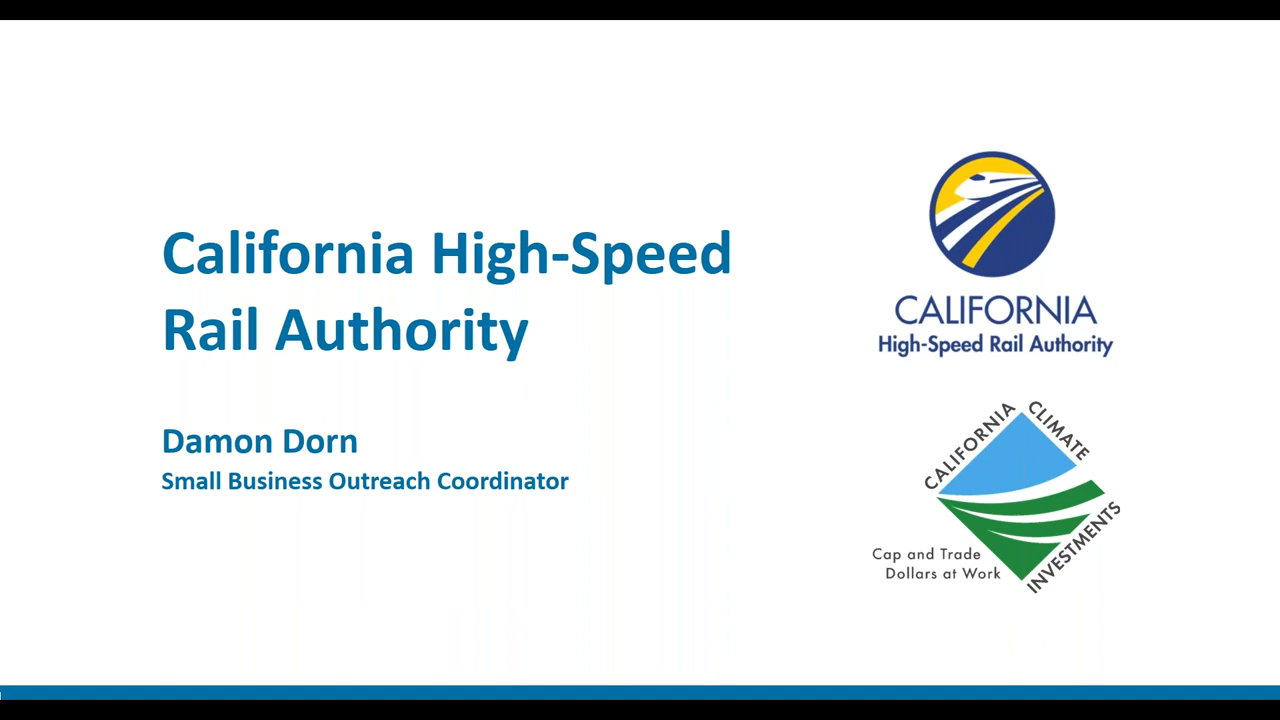 California High-Speed
Rail Authority
Damon Dorn
Small Business Outreach Coordinator
CALIFORNIA
High-Speed Rail Authority
CALIFORNIA
CLIMATE
INVESTMENTS
Cap and Trade
Dollars at Work